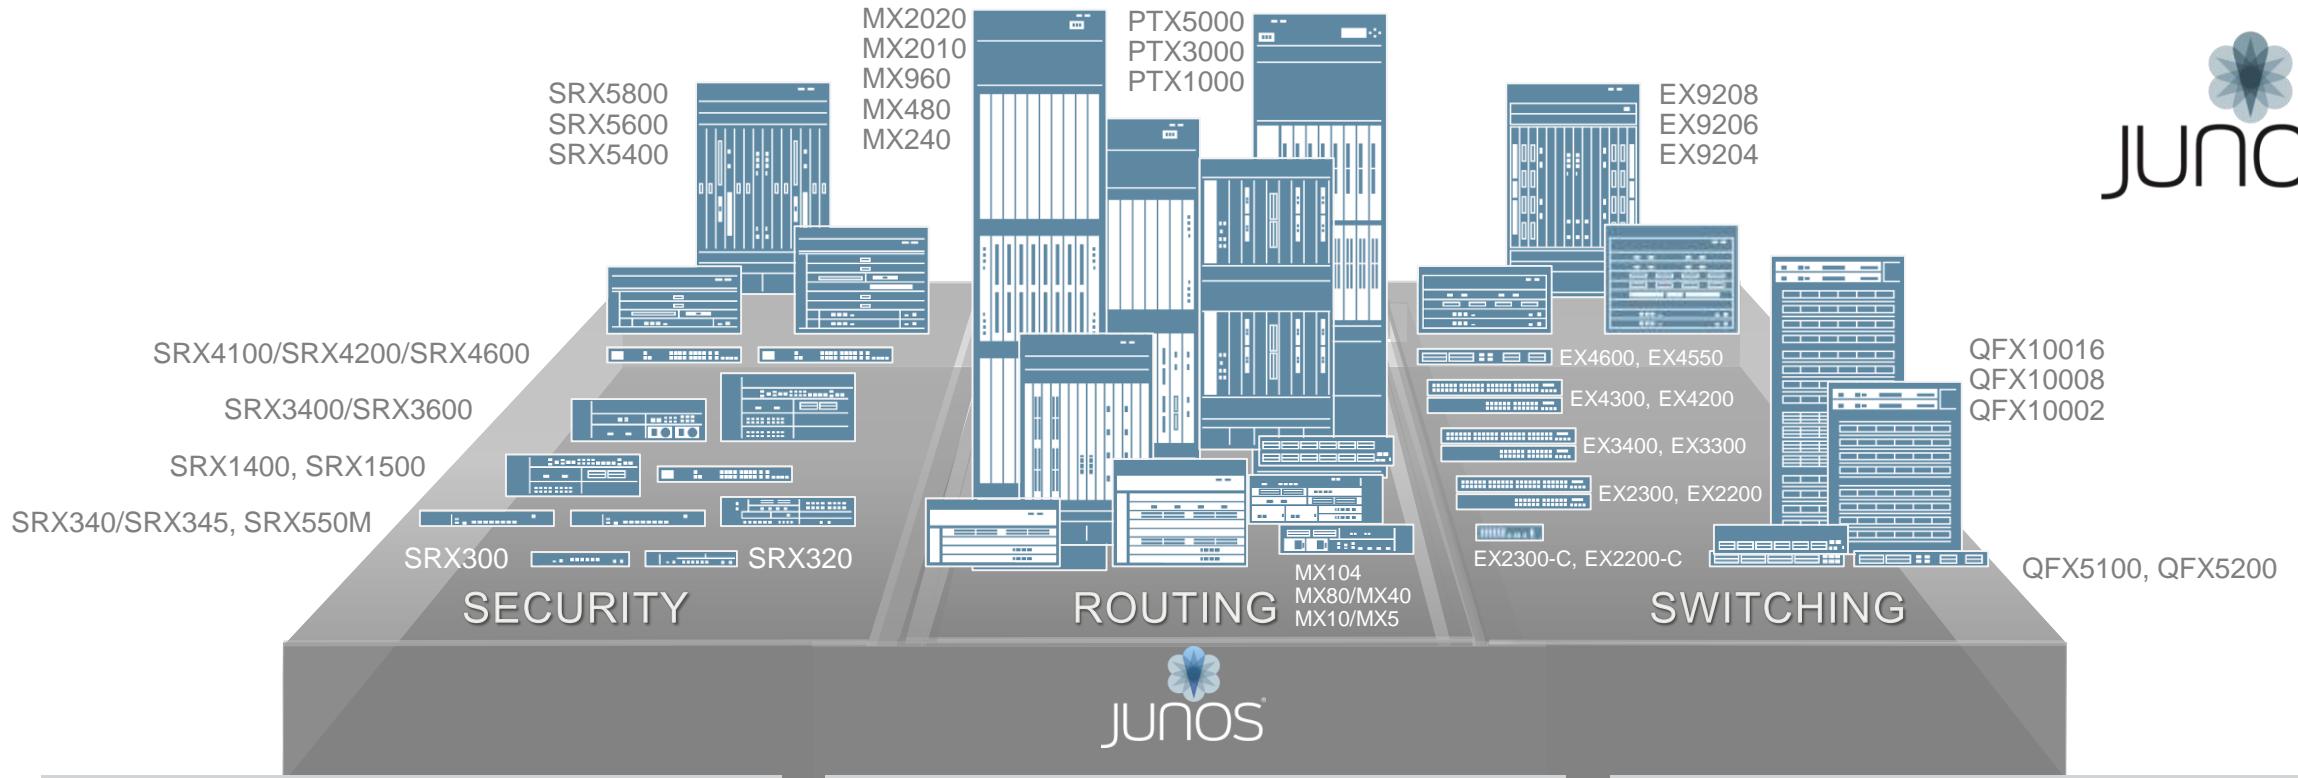 MX2020
MX2010
MX960
MX480
MX240
PTX5000
PTX3000
PTX1000
SRX5800
SRX5600
SRX5400
EX9208
EX9206
EX9204
JUNO
SRX4100/SRX4200/SRX4600
SRX3400/SRX3600
SRX1400, SRX1500
SRX340/SRX345, SRX550M
SRX300
SRX320
EX4600, EX4550
EX4300, EX4200
EX3400, EX3300
EX2300, EX2200
EX2300-C, EX2200-C
QFX10016
QFX10008
QFX10002
QFX5100, QFX5200
MX104
MX80/MX40
MX10/MX5
SECURITY
ROUTING
SWITCHING
JUNOS®